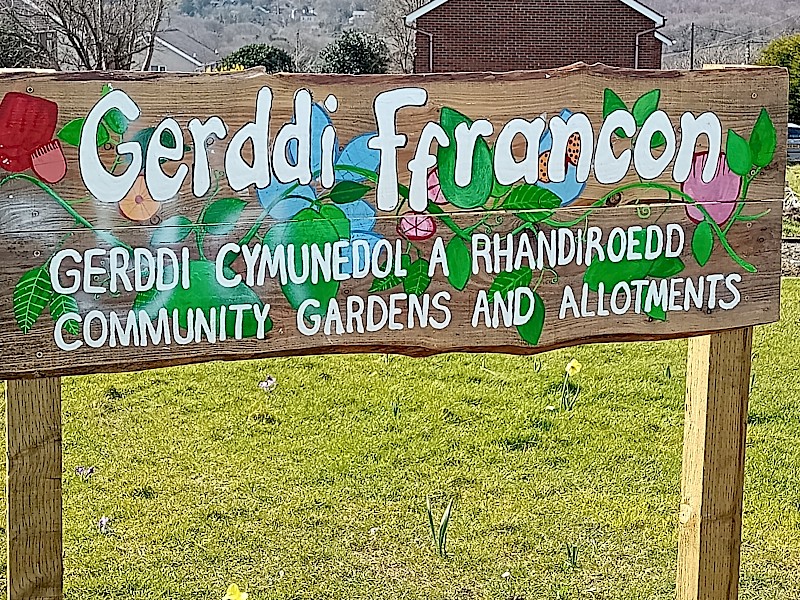 Gerddi Ffrancon
GERDDI CYMUNEDOL A RHANDIROEDD
COMMUNITY GARDENS AND ALLOTMENTS